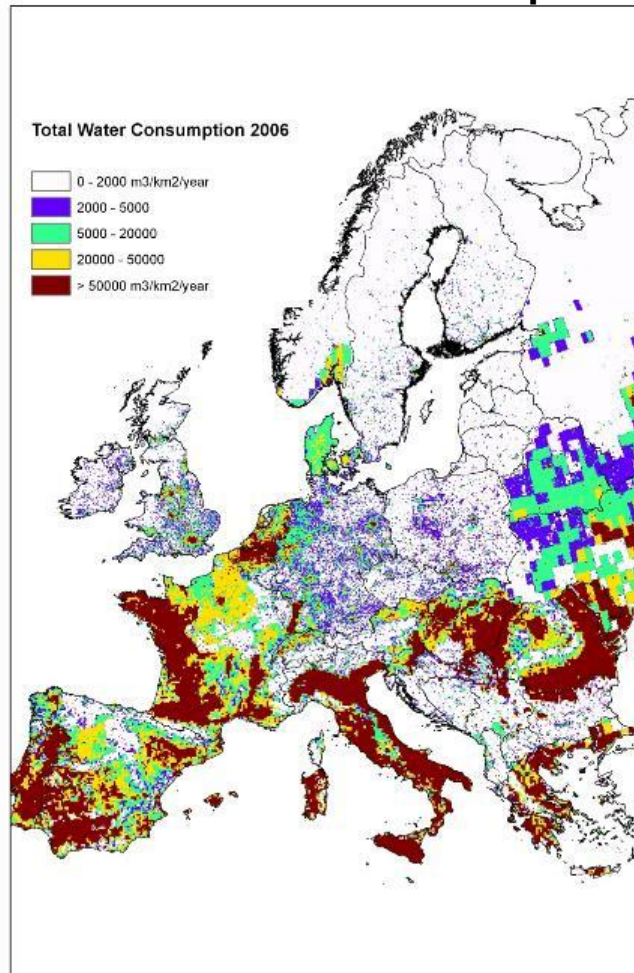 Total Water Consumption 2006
0 - 2000 m3/km2/year
2000 - 5000
5000 - 20000
20000 - 50000
> 50000 m3/km2/year